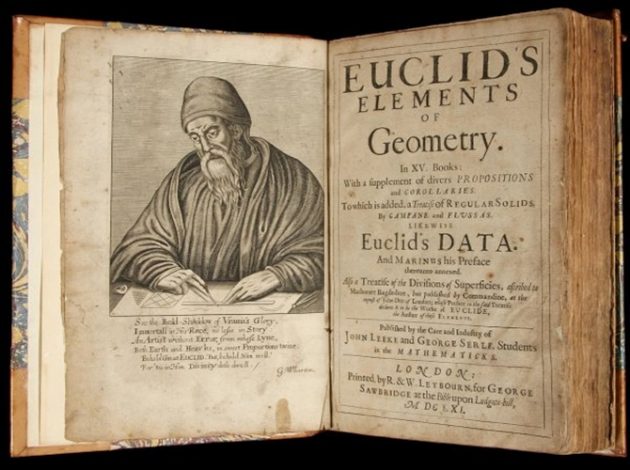 See the Bold Shaddow of Vrania's Glory,
Immortall in His Race, no lesse in Story:
An Artist without Error, from whose Lyne,
Both Earth and Heav'ns, in sweet Proportions twine:
Behold Great EUCLID. But, behold Him well!
For 'tis in Him Divinity doth dwell.
G. Wharton.
EUCLID'S
ELEMENTS
OF
Geometry.
In XV. Books:
With a supplement of divers PROPOSITIONS
and COROLLARIES.
To which is added, a Treatise of REGULAR SOLIDS.
By CAMPANE and FLUSSAS.
LIKEWISE
Euclid's DATA.
And MARINUS his Preface
thereunto annexed.
Also a Treatise of the Divisions of Superficies, ascribed to
Machomet Bagdedine, but published by Commandine, at the
request of John Dee of London; whose Preface to the said Treatise
declares it to be the Worke of EUCLIDE,
the Author of these ELEMENTS.
Published by the Care and Industry of
JOHN LEEKE and GEORGE SERLE, Students
in the MATHEMATICKS.
LONDON:
Printed, by R. & W. LEYBOURN, for GEORGE
SAWBRIDGE at the Bible upon Ludgate-hill,
M DC LXI.